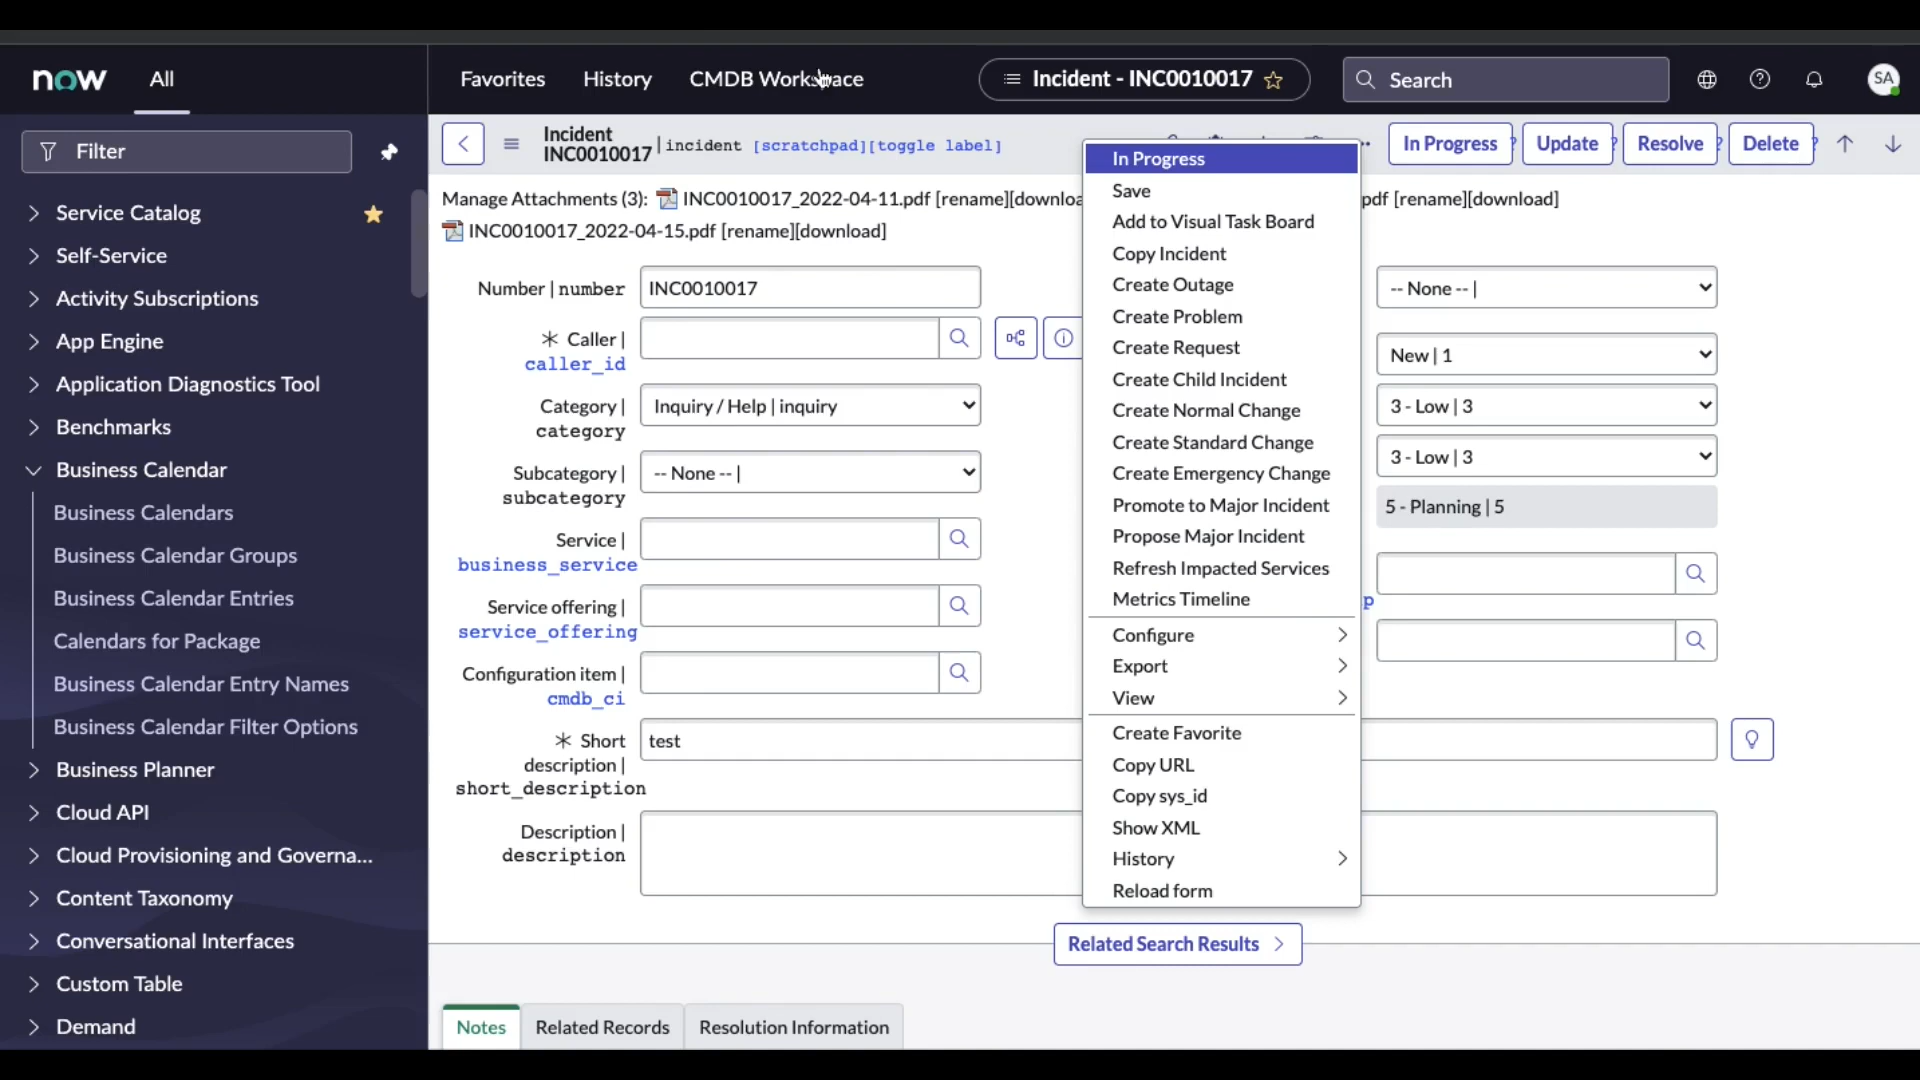 now All Favorites History CMDB Workspace Incident - INC0010017 Search SA
Filter
Service Catalog
Self-Service
Activity Subscriptions
App Engine
Application Diagnostics Tool
Benchmarks
Business Calendar
Business Calendars
Business Calendar Groups
Business Calendar Entries
Calendars for Package
Business Calendar Entry Names
Business Calendar Filter Options
Business Planner
Cloud API
Cloud Provisioning and Governa...
Content Taxonomy
Conversational Interfaces
Custom Table
Demand
Incident
INC0010017 | incident [scratchpad][toggle label]
In Progress Update Resolve Delete
Manage Attachments (3): INC0010017_2022-04-11.pdf [rename][downloa pdf [rename][download]
INC0010017_2022-04-15.pdf [rename][download]
Number | number INC0010017
Caller |
caller_id
Category | Inquiry / Help | inquiry
category
Subcategory | -- None -- |
subcategory
Service |
business_service
Service offering |
service_offering
Configuration item |
cmdb_ci
Short test
description |
short_description
Description |
description
In Progress
Save
Add to Visual Task Board
Copy Incident
Create Outage
Create Problem
Create Request
Create Child Incident
Create Normal Change
Create Standard Change
Create Emergency Change
Promote to Major Incident
Propose Major Incident
Refresh Impacted Services
Metrics Timeline
Configure
Export
View
Create Favorite
Copy URL
Copy sys_id
Show XML
History
Reload form
-- None -- |
New | 1
3 - Low | 3
3 - Low | 3
5 - Planning | 5
p
Related Search Results
Notes Related Records Resolution Information